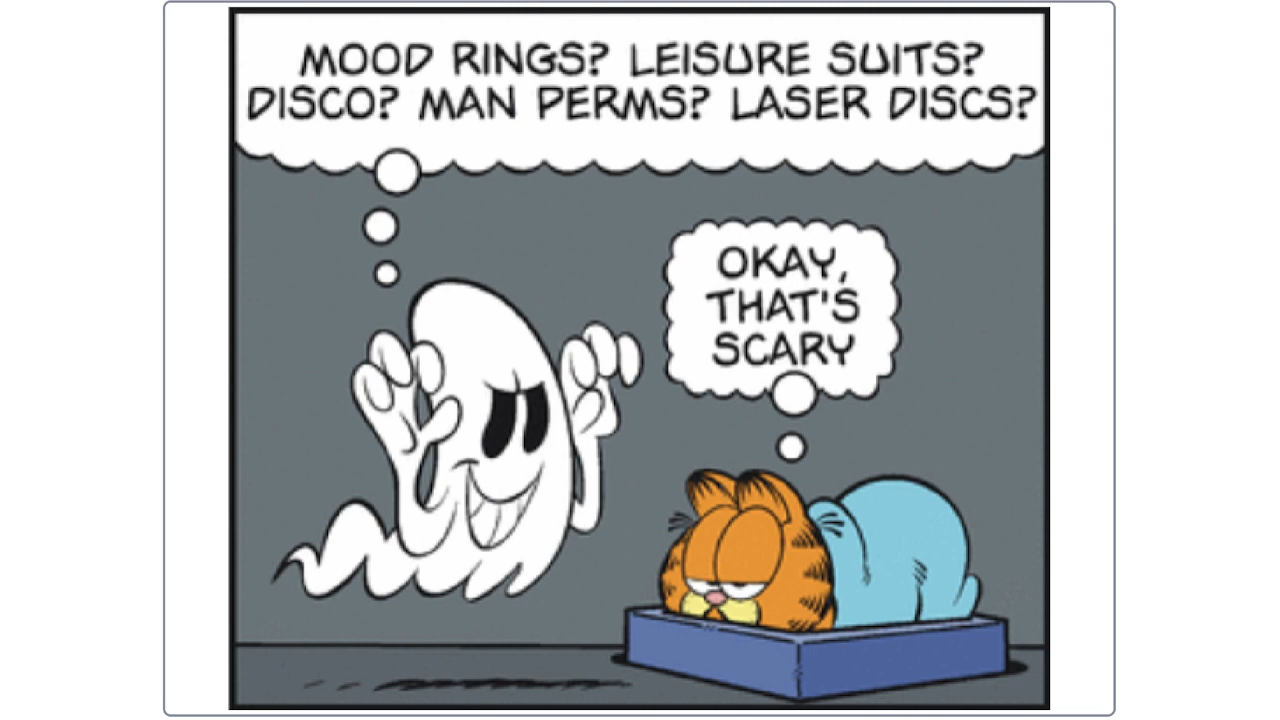 MOOD RINGS? LEISURE SUITS?
DISCO? MAN PERMS? LASER DISCS?
OKAY,
THAT'S
SCARY